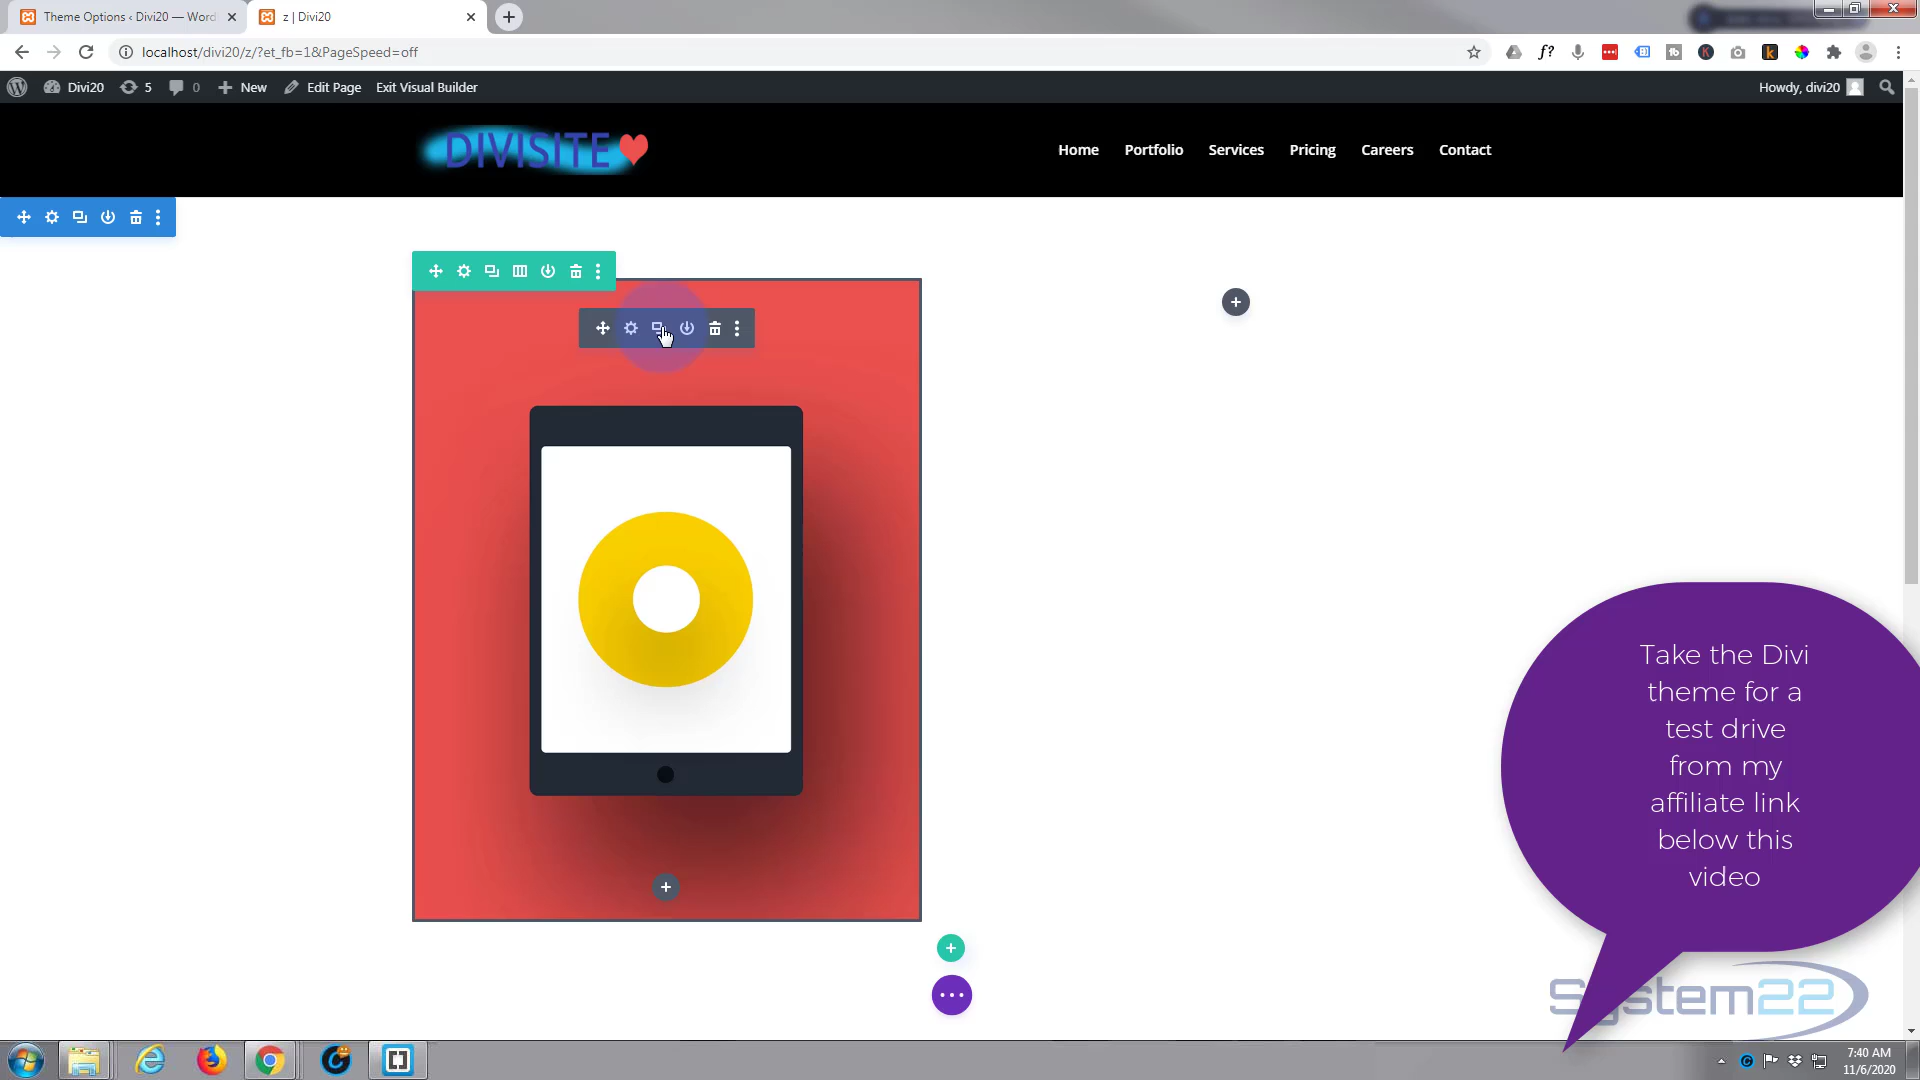 Theme Options ‹ Divi20 — Word
z | Divi20
localhost/divi20/z/?et_fb=1&PageSpeed=off
Divi20 5 0 New Edit Page Exit Visual Builder
Howdy, divi20
DIVISITE
Home Portfolio Services Pricing Careers Contact
Take the Divi
theme for a
test drive
from my
affiliate link
below this
video
System22
7:40 AM
11/6/2020